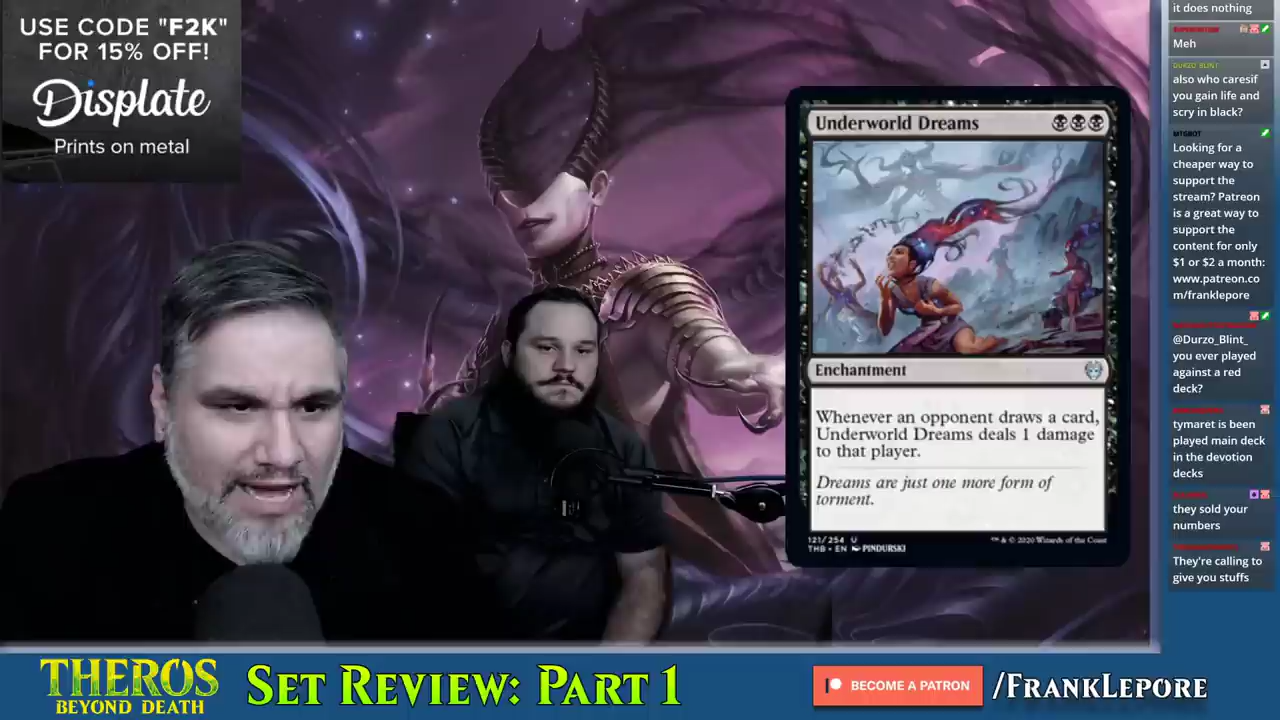 USE CODE "F2K"
FOR 15% OFF!
Displate
Prints on metal
Underworld Dreams
Enchantment
Whenever an opponent draws a card,
Underworld Dreams deals 1 damage
to that player.
Dreams are just one more form of
torment.
121/254 U
THB • EN PINDURSKI
™ & © 2020 Wizards of the Coast
it does nothing
Meh
DURZO_BLINT_
also who caresif
you gain life and
scry in black?
MTGBOT
Looking for a
cheaper way to
support the
stream? Patreon
is a great way to
support the
content for only
$1 or $2 a month:
www.patreon.co
m/franklepore
@Durzo_Blint_
you ever played
against a red
deck?
tymaret is been
played main deck
in the devotion
decks
they sold your
numbers
They're calling to
give you stuffs
THEROS
BEYOND DEATH
SET REVIEW: PART 1
BECOME A PATRON
/FRANKLEPORE